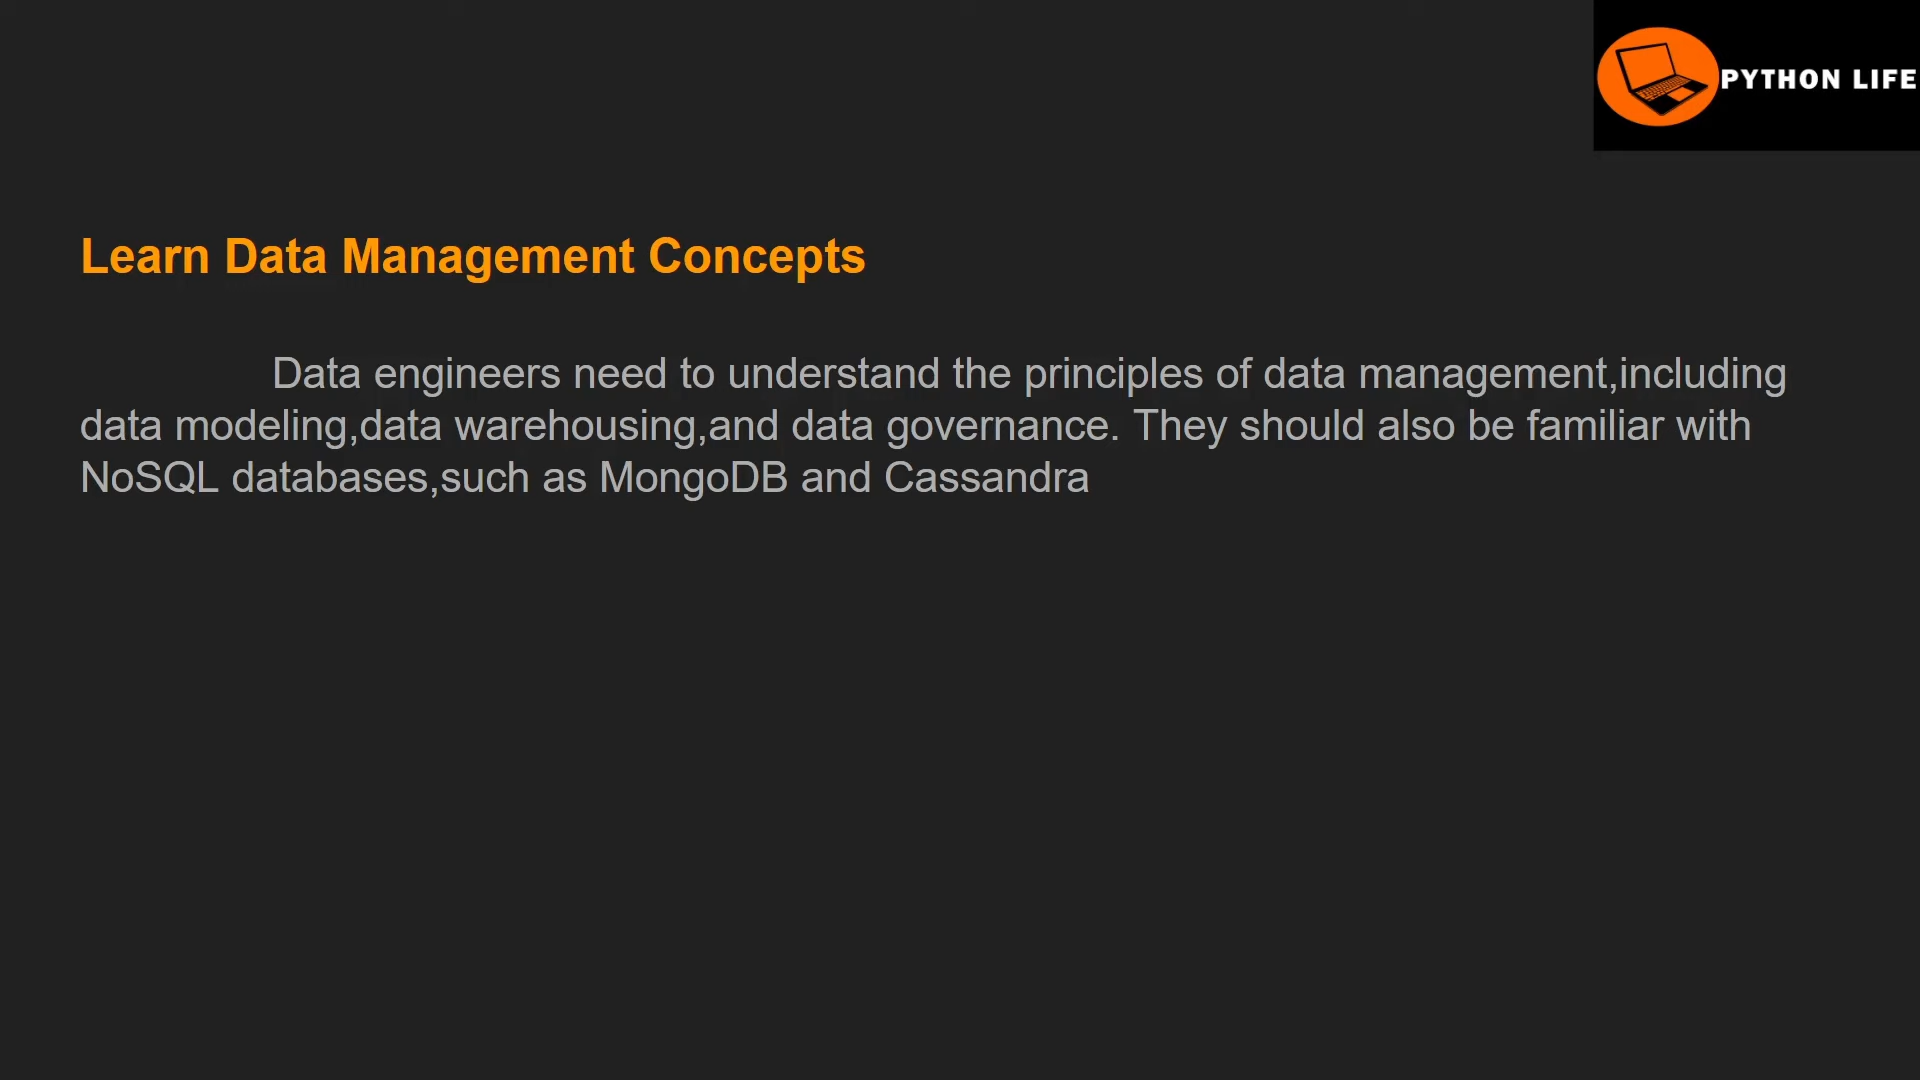 PYTHON LIFE
Learn Data Management Concepts
Data engineers need to understand the principles of data management,including
data modeling,data warehousing,and data governance. They should also be familiar with
NoSQL databases,such as MongoDB and Cassandra